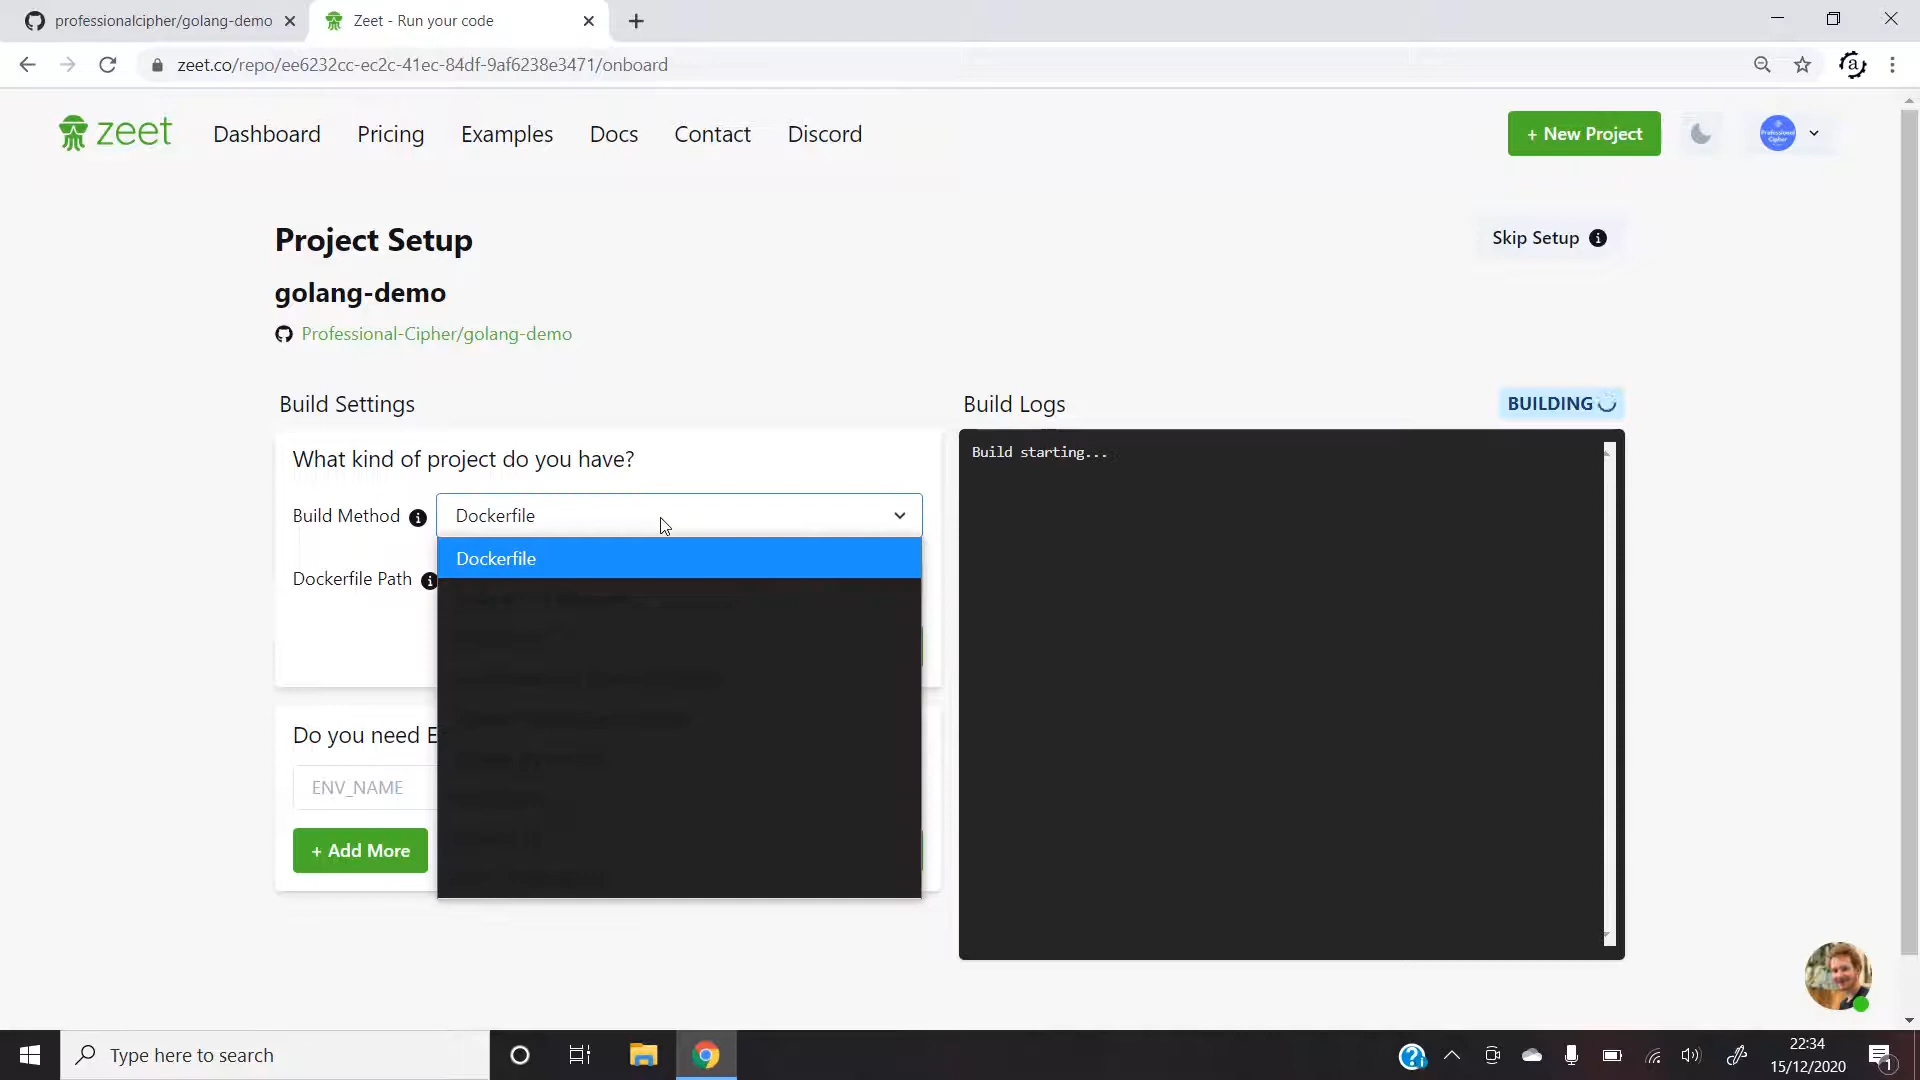 professionalcipher/golang-demo
Zeet - Run your code
zeet.co/repo/ee6232cc-ec2c-41ec-84df-9af6238e3471/onboard
a
zeet
Dashboard
Pricing
Examples
Docs
Contact
Discord
+ New Project
Professional
Cipher
Project Setup
Skip Setup
golang-demo
Professional-Cipher/golang-demo
Build Settings
Build Logs
BUILDING
What kind of project do you have?
Build starting...
Build Method
Dockerfile
Dockerfile
Dockerfile Path
Do you need E
ENV_NAME
+ Add More
Type here to search
22:34
15/12/2020
1